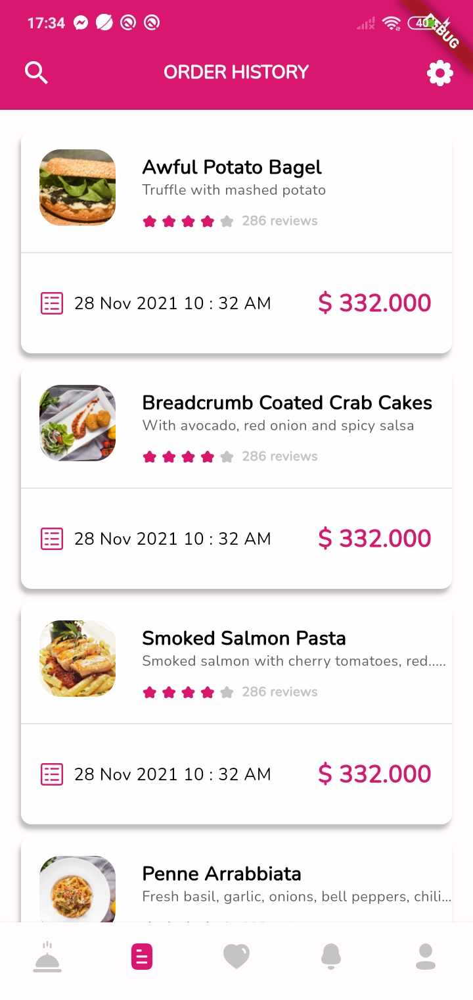 17:34
40
DEBUG
ORDER HISTORY
Awful Potato Bagel
Truffle with mashed potato
286 reviews
28 Nov 2021 10 : 32 AM
$ 332.000
Breadcrumb Coated Crab Cakes
With avocado, red onion and spicy salsa
286 reviews
28 Nov 2021 10 : 32 AM
$ 332.000
Smoked Salmon Pasta
Smoked salmon with cherry tomatoes, red.....
286 reviews
28 Nov 2021 10 : 32 AM
$ 332.000
Penne Arrabbiata
Fresh basil, garlic, onions, bell peppers, chili...